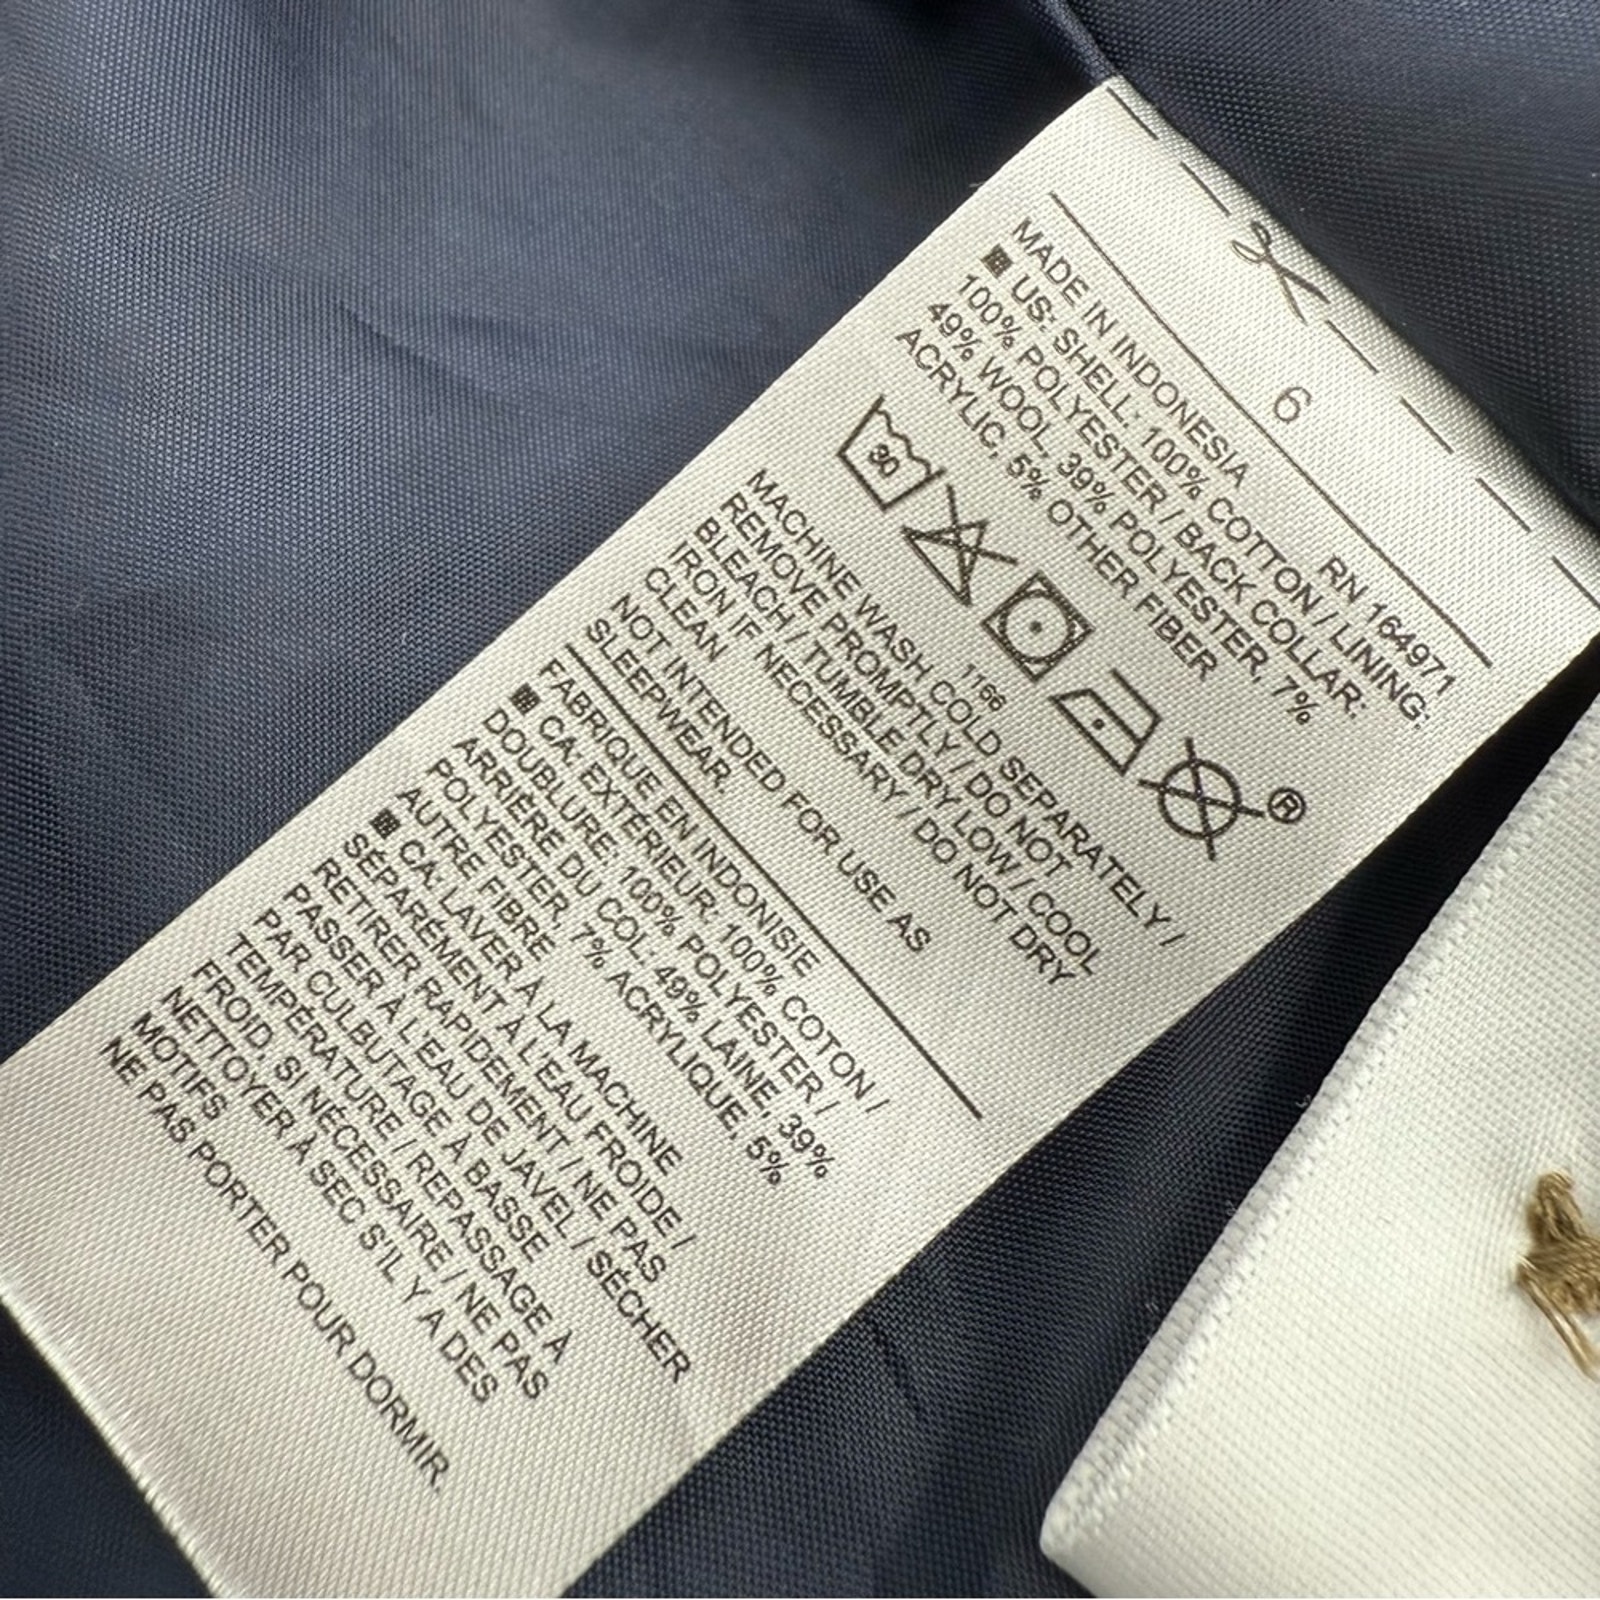 6
RN 164971
MADE IN INDONESIA
US: SHELL: 100% COTTON / LINING:
100% POLYESTER / BACK COLLAR:
49% WOOL, 39% POLYESTER, 7%
ACRYLIC, 5% OTHER FIBER
30
®
1166
MACHINE WASH COLD SEPARATELY /
REMOVE PROMPTLY / DO NOT
BLEACH / TUMBLE DRY LOW / COOL
IRON IF NECESSARY / DO NOT DRY
CLEAN
NOT INTENDED FOR USE AS
SLEEPWEAR.
FABRIQUE EN INDONISIE
CA: EXTÉRIEUR: 100% COTON /
DOUBLURE: 100% POLYESTER /
ARRIÈRE DU COL: 49% LAINE, 39%
POLYESTER, 7% ACRYLIQUE, 5%
AUTRE FIBRE
CA: LAVER À LA MACHINE
SÉPARÉMENT À L'EAU FROIDE /
RETIRER RAPIDEMENT / NE PAS
PASSER À L'EAU DE JAVEL / SÉCHER
PAR CULBUTAGE À BASSE
TEMPÉRATURE / REPASSAGE À
FROID, SI NÉCESSAIRE / NE PAS
NETTOYER À SEC S'IL Y A DES
MOTIFS
NE PAS PORTER POUR DORMIR.